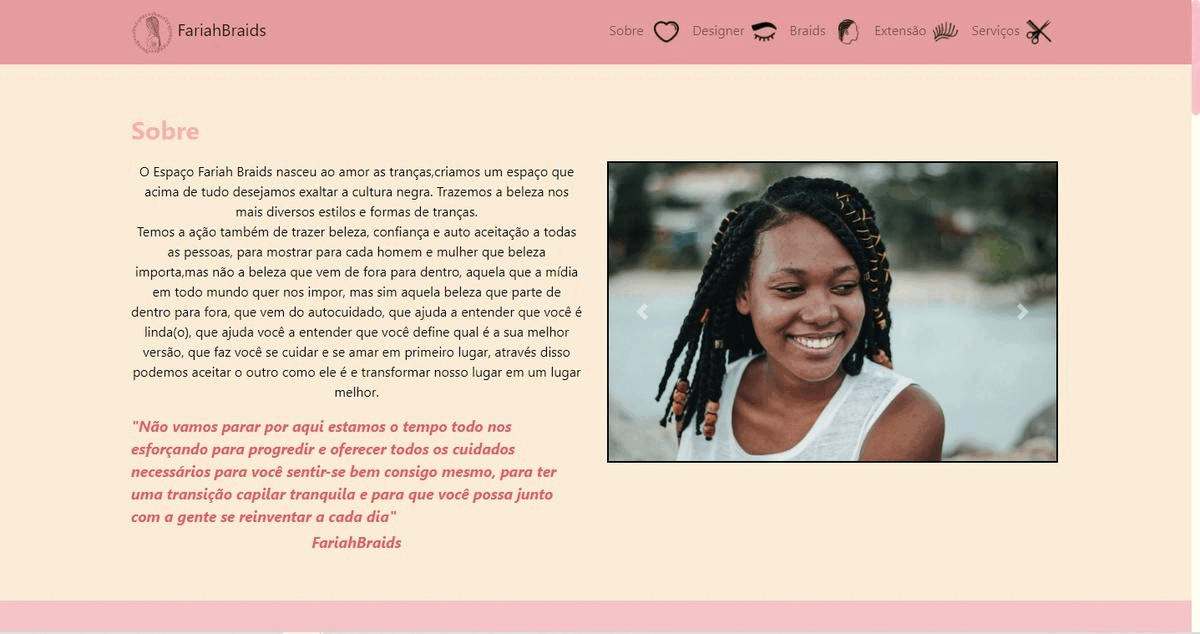 FariahBraids
Sobre
Designer
Braids
Extensão
Serviços
Sobre
O Espaço Fariah Braids nasceu ao amor as tranças,criamos um espaço que
acima de tudo desejamos exaltar a cultura negra. Trazemos a beleza nos
mais diversos estilos e formas de tranças.
Temos a ação também de trazer beleza, confiança e auto aceitação a todas
as pessoas, para mostrar para cada homem e mulher que beleza
importa,mas não a beleza que vem de fora para dentro, aquela que a mídia
em todo mundo quer nos impor, mas sim aquela beleza que parte de
dentro para fora, que vem do autocuidado, que ajuda a entender que você é
linda(o), que ajuda você a entender que você define qual é a sua melhor
versão, que faz você se cuidar e se amar em primeiro lugar, através disso
podemos aceitar o outro como ele é e transformar nosso lugar em um lugar
melhor.
"Não vamos parar por aqui estamos o tempo todo nos
esforçando para progredir e oferecer todos os cuidados
necessários para você sentir-se bem consigo mesmo, para ter
uma transição capilar tranquila e para que você possa junto
com a gente se reinventar a cada dia"
FariahBraids